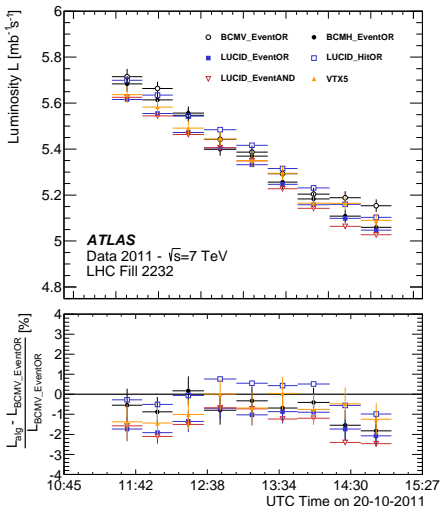 Luminosity L [mb⁻¹s⁻¹]
BCMV_EventOR
BCMH_EventOR
LUCID_EventOR
LUCID_HitOR
LUCID_EventAND
VTX5
5.8
5.6
5.4
5.2
5
4.8
ATLAS
Data 2011 - √s=7 TeV
LHC Fill 2232
L_alg - L_BCMV_EventOR
L_BCMV_EventOR
[%]
4
3
2
1
0
-1
-2
-3
-4
10:45
11:42
12:38
13:34
14:30
15:27
UTC Time on 20-10-2011